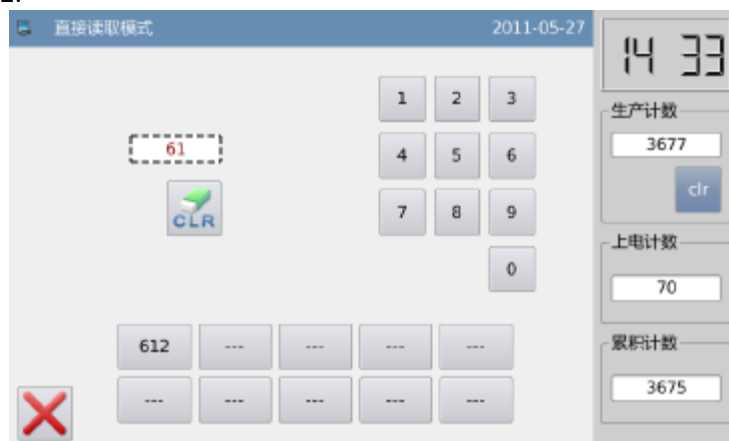 2.
直接读取模式 2011-05-27
14 33
1 2 3
生产计数
61
3677
4 5 6
clr
CLR
7 8 9
上电计数
0
70
612 --- --- --- ---
累积计数
--- --- --- --- ---
3675